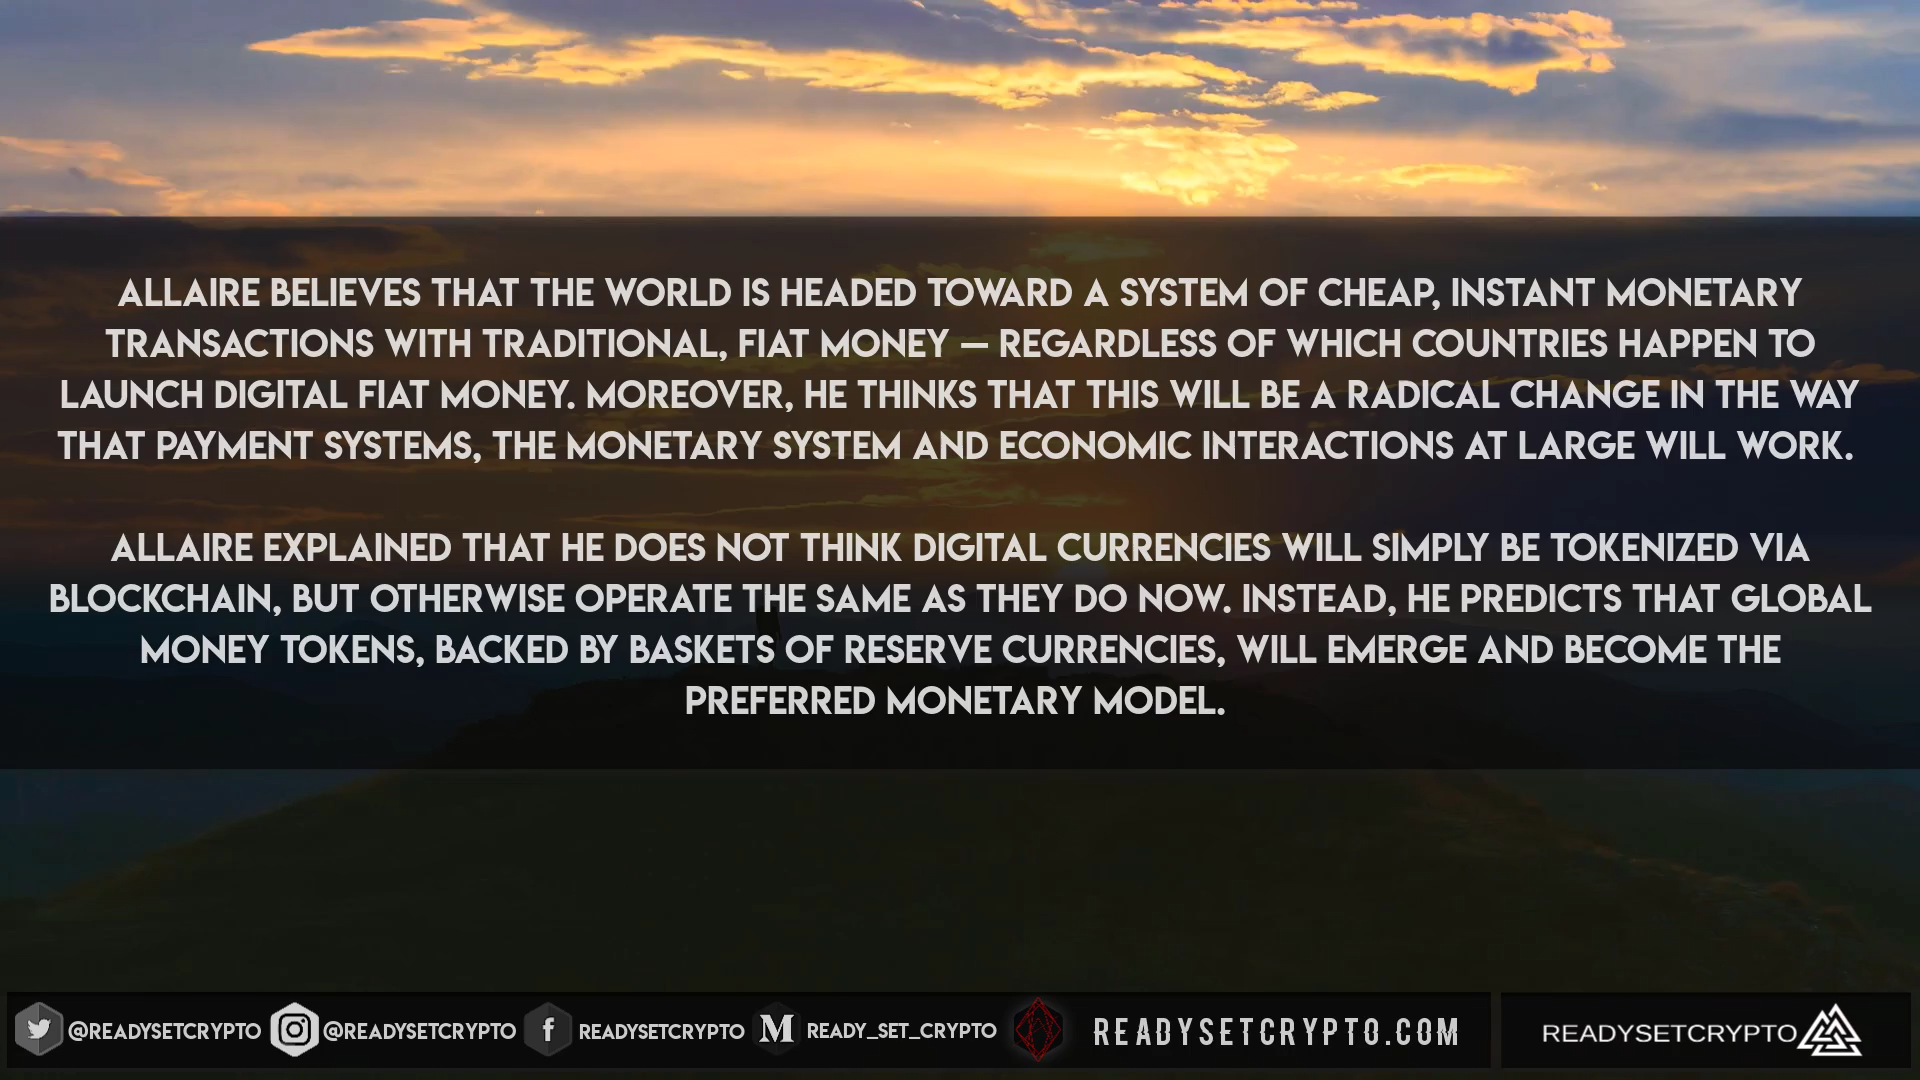 ALLAIRE BELIEVES THAT THE WORLD IS HEADED TOWARD A SYSTEM OF CHEAP, INSTANT MONETARY
TRANSACTIONS WITH TRADITIONAL, FIAT MONEY — REGARDLESS OF WHICH COUNTRIES HAPPEN TO
LAUNCH DIGITAL FIAT MONEY. MOREOVER, HE THINKS THAT THIS WILL BE A RADICAL CHANGE IN THE WAY
THAT PAYMENT SYSTEMS, THE MONETARY SYSTEM AND ECONOMIC INTERACTIONS AT LARGE WILL WORK.
ALLAIRE EXPLAINED THAT HE DOES NOT THINK DIGITAL CURRENCIES WILL SIMPLY BE TOKENIZED VIA
BLOCKCHAIN, BUT OTHERWISE OPERATE THE SAME AS THEY DO NOW. INSTEAD, HE PREDICTS THAT GLOBAL
MONEY TOKENS, BACKED BY BASKETS OF RESERVE CURRENCIES, WILL EMERGE AND BECOME THE
PREFERRED MONETARY MODEL.
@READYSETCRYPTO @READYSETCRYPTO f READYSETCRYPTO M READY_SET_CRYPTO READYSETCRYPTO.COM READYSETCRYPTO